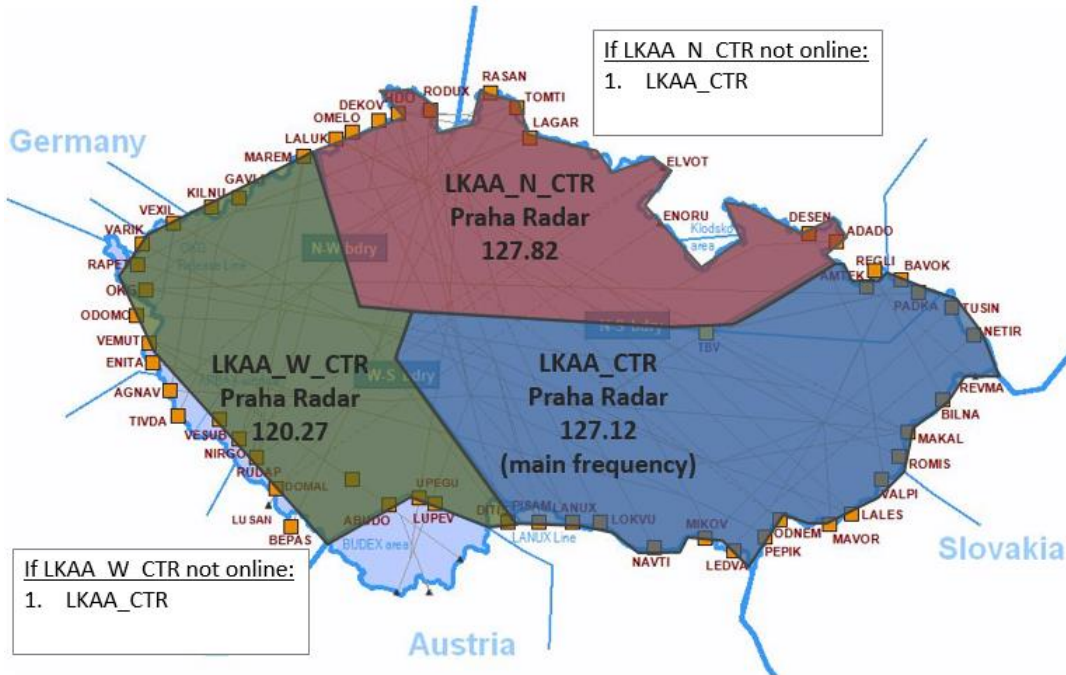 If LKAA_N_CTR not online:
1. LKAA_CTR
RASAN
RODUX
TOMTI
DEKOV
OMELO
LAGAR
LALUK
Germany
MAREM
ELVOT
KILNU
LKAA_N_CTR
Praha Radar
127.82
VEXIL
ENORU
Klodsko
area
DESEN
ADADO
VARIK
N-W bdry
RAPET
REGLI
BAVOK
AMTEK
OKG
PADKA
TUSIN
ODOMO
N-S bdry
TBV
NETIR
VEMUT
ENITA
LKAA_W_CTR
Praha Radar
120.27
W-S bdry
LKAA_CTR
Praha Radar
127.12
(main frequency)
REVMA
AGNAV
BILNA
TIVDA
VESUB
MAKAL
NIRGO
ROMIS
RUDAP
DOMAL
UPEGU
VALPI
LUSAN
ABUDO
LUPEV
DITIS
PISAM
LANUX
LOKVU
LALES
BEPAS
BUDEX area
LANUX Line
MIKOV
ODNEM
MAVOR
NAVTI
LEDVA
PEPIK
Slovakia
If LKAA_W_CTR not online:
1. LKAA_CTR
Austria